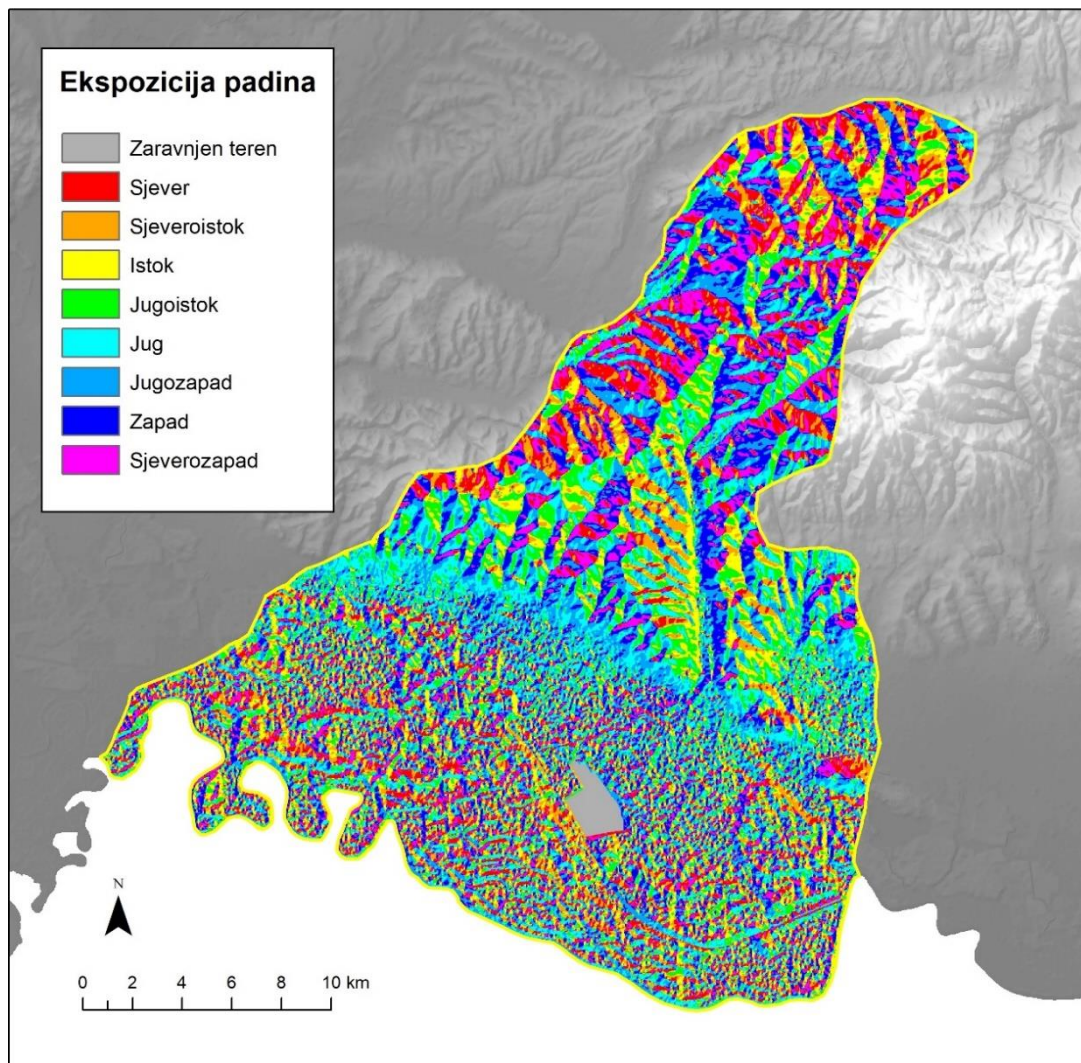 Ekspozicija padina
Zaravnjen teren
Sjever
Sjeveroistok
Istok
Jugoistok
Jug
Jugozapad
Zapad
Sjeverozapad
N
0 2 4 6 8 10 km